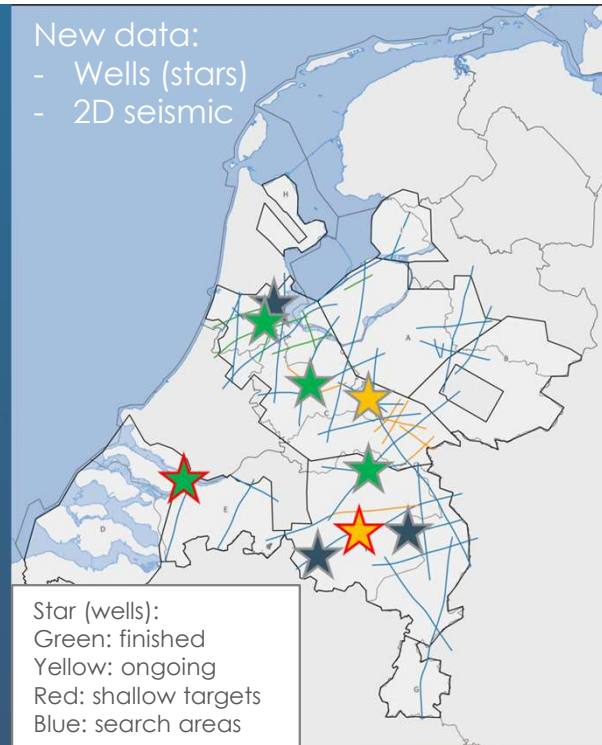 New data:
- Wells (stars)
- 2D seismic
H
A
B
C
D
E
G
Star (wells):
Green: finished
Yellow: ongoing
Red: shallow targets
Blue: search areas